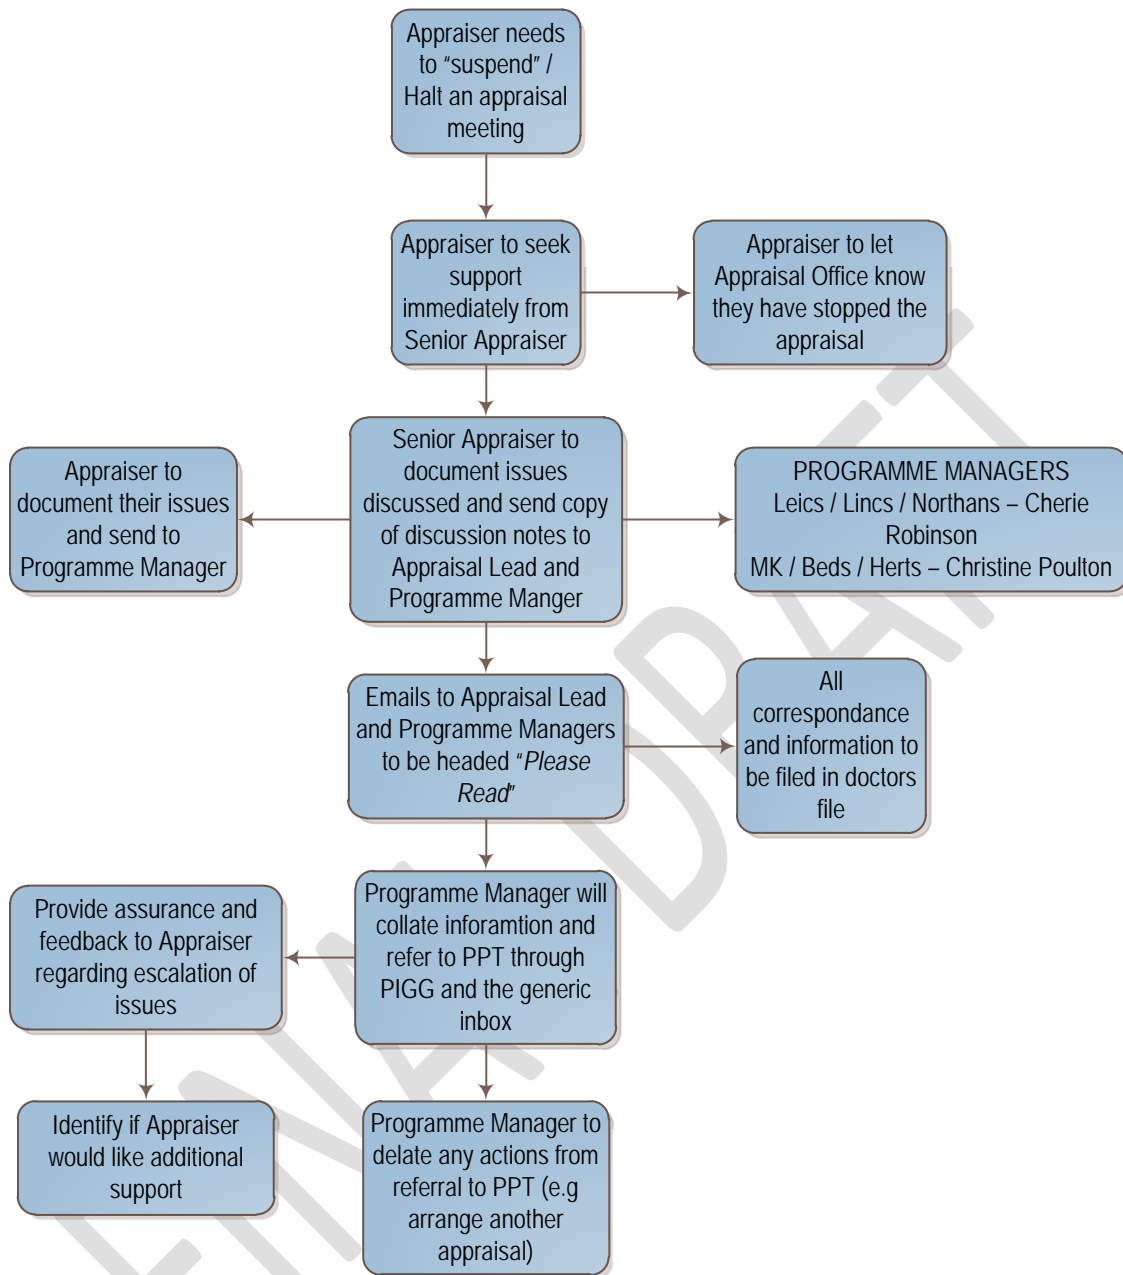 Appraiser needs
to “suspend” /
Halt an appraisal
meeting
Appraiser to seek
support
immediately from
Senior Appraiser
Appraiser to let
Appraisal Office know
they have stopped the
appraisal
Appraiser to
document their issues
and send to
Programme Manager
Senior Appraiser to
document issues
discussed and send copy
of discussion notes to
Appraisal Lead and
Programme Manger
PROGRAMME MANAGERS
Leics / Lincs / Northans – Cherie
Robinson
MK / Beds / Herts – Christine Poulton
Emails to Appraisal Lead
and Programme Managers
to be headed “Please
Read”
All
correspondance
and information to
be filed in doctors
file
Provide assurance and
feedback to Appraiser
regarding escalation of
issues
Programme Manager will
collate inforamtion and
refer to PPT through
PIGG and the generic
inbox
Identify if Appraiser
would like additional
support
Programme Manager to
delate any actions from
referral to PPT (e.g
arrange another
appraisal)
DRAFT